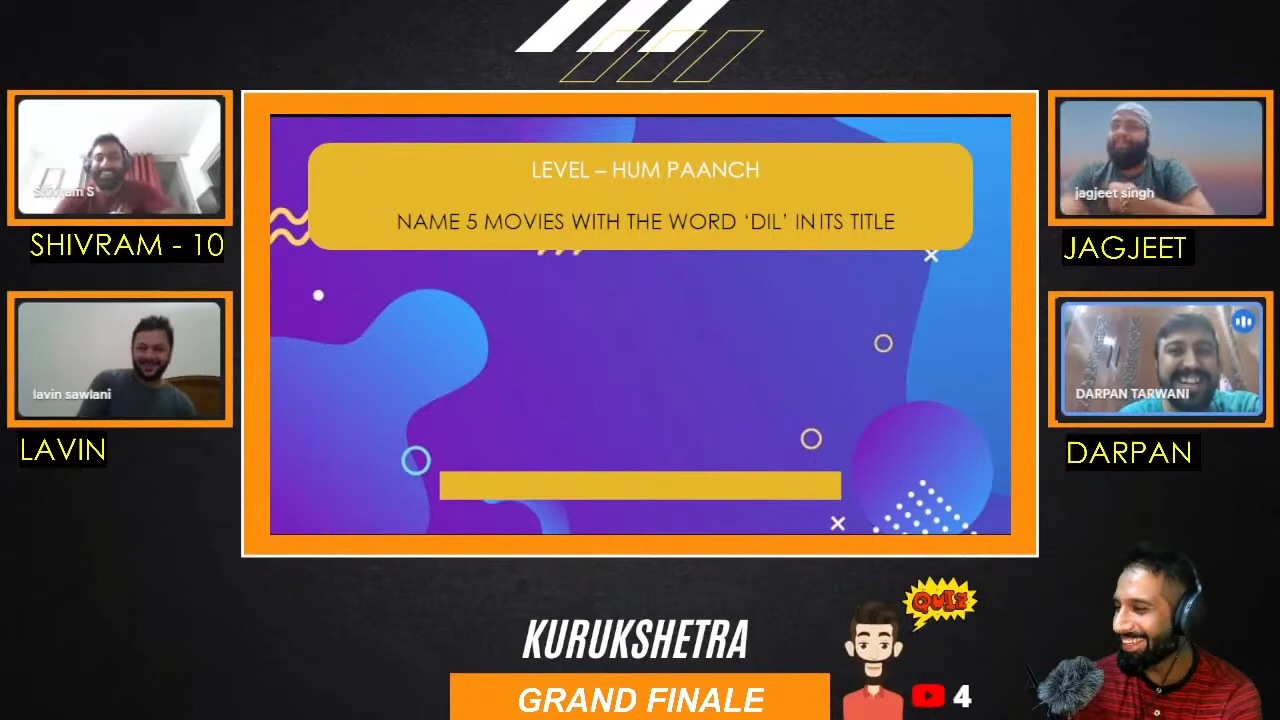 LEVEL – HUM PAANCH
NAME 5 MOVIES WITH THE WORD ‘DIL’ IN ITS TITLE
Shivram S
SHIVRAM - 10
jagjeet singh
JAGJEET
lavin sawlani
LAVIN
DARPAN TARWANI
DARPAN
QUIZ
KURUKSHETRA
GRAND FINALE
4